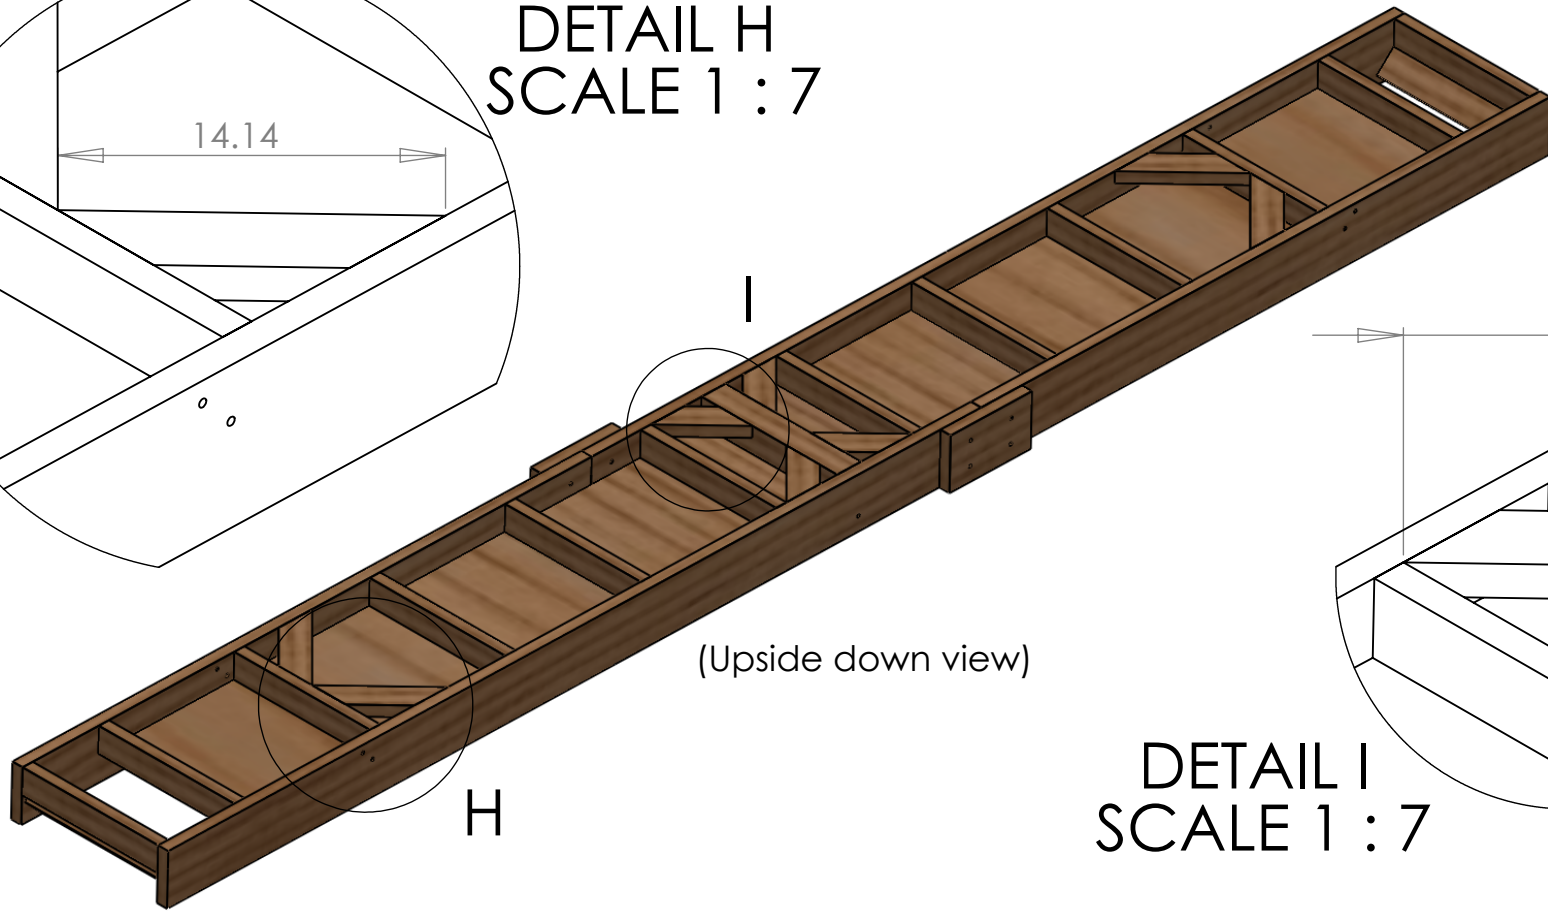 DETAIL H
SCALE 1 : 7
14.14
I
(Upside down view)
H
DETAIL I
SCALE 1 : 7